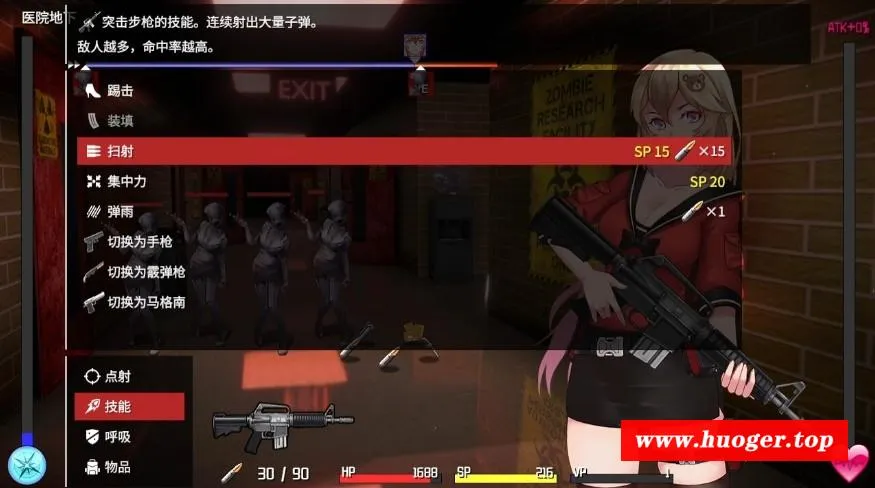 医院地下
突击步枪的技能。连续射出大量子弹。
敌人越多，命中率越高。
ATK+0%
EXIT
ZOMBIE
RESEARCH
FACILITY
踢击
装填
扫射 SP 15 ×15
集中力 SP 20
弹雨 ×1
切换为手枪
切换为霰弹枪
切换为马格南
点射
技能
呼吸
物品
30 / 90
HP 1688
SP 215
VP 1
www.huoger.top